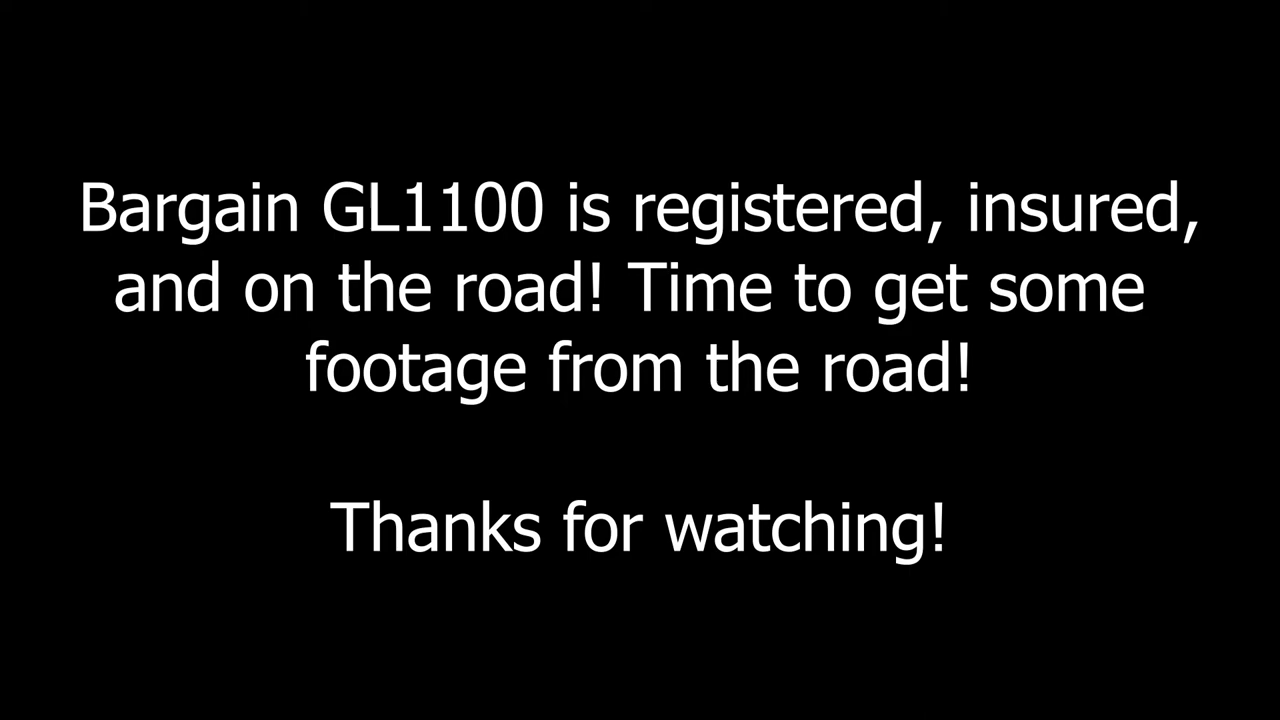 Bargain GL1100 is registered, insured,
and on the road! Time to get some
footage from the road!
Thanks for watching!